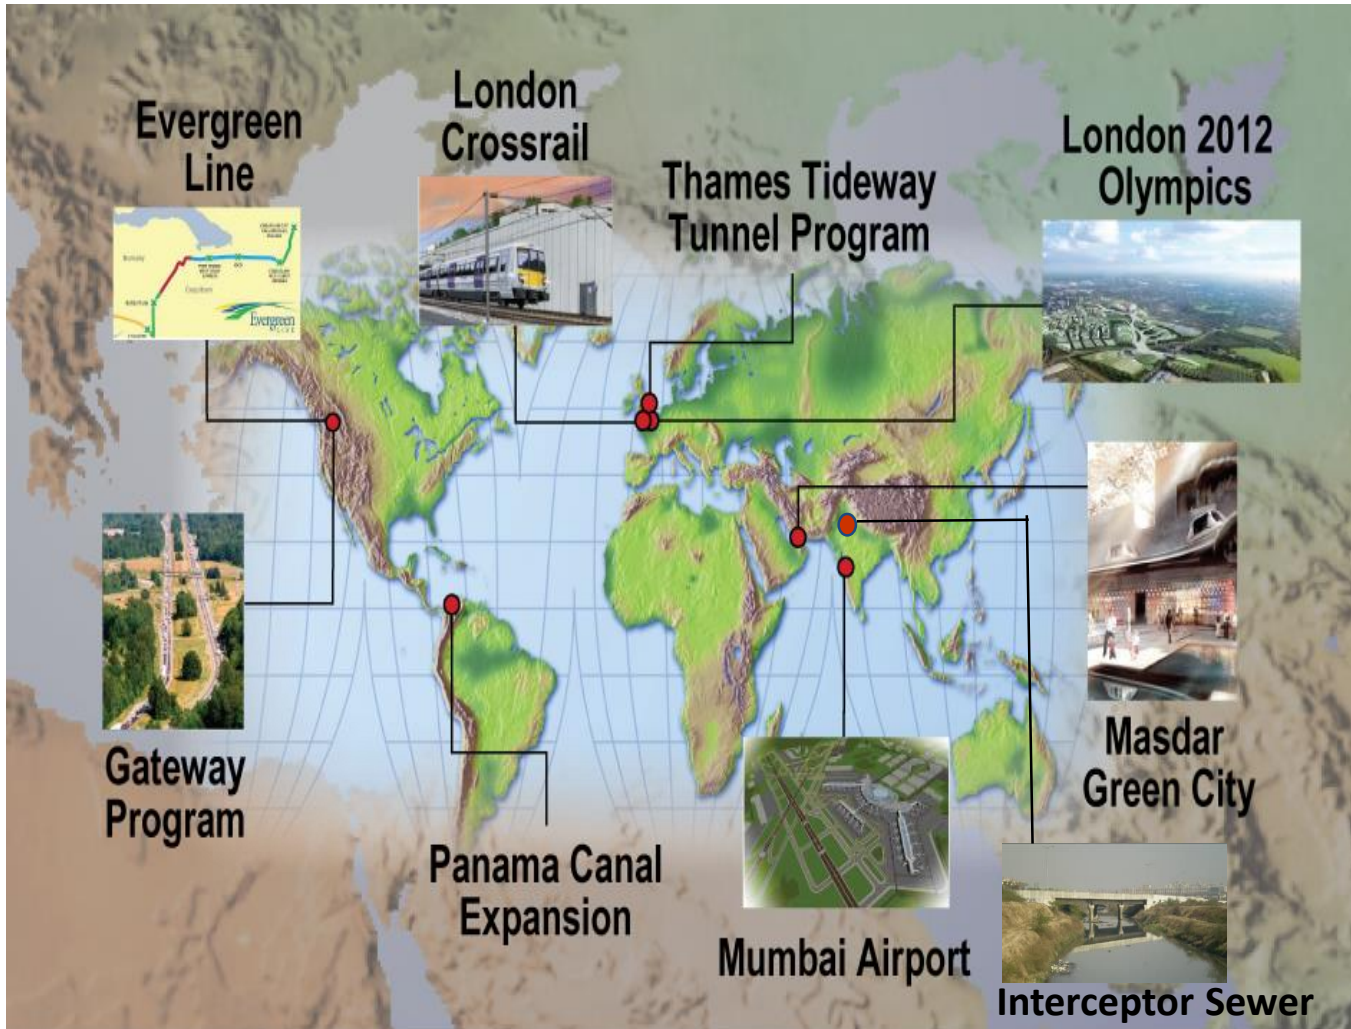 Evergreen
Line
London
Crossrail
Thames Tideway
Tunnel Program
London 2012
Olympics
Evergreen
LINE
Gateway
Program
Panama Canal
Expansion
Mumbai Airport
Masdar
Green City
Interceptor Sewer